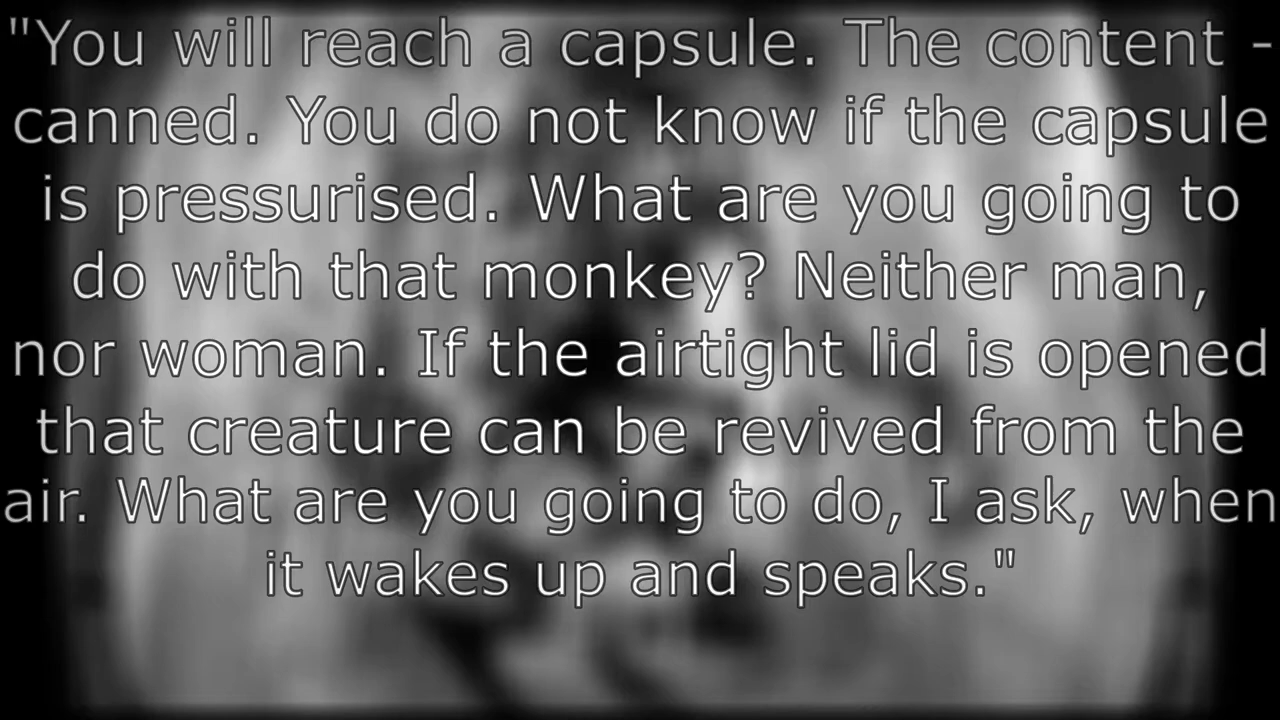 "You will reach a capsule. The content -
canned. You do not know if the capsule
is pressurised. What are you going to
do with that monkey? Neither man,
nor woman. If the airtight lid is opened
that creature can be revived from the
air. What are you going to do, I ask, when
it wakes up and speaks."